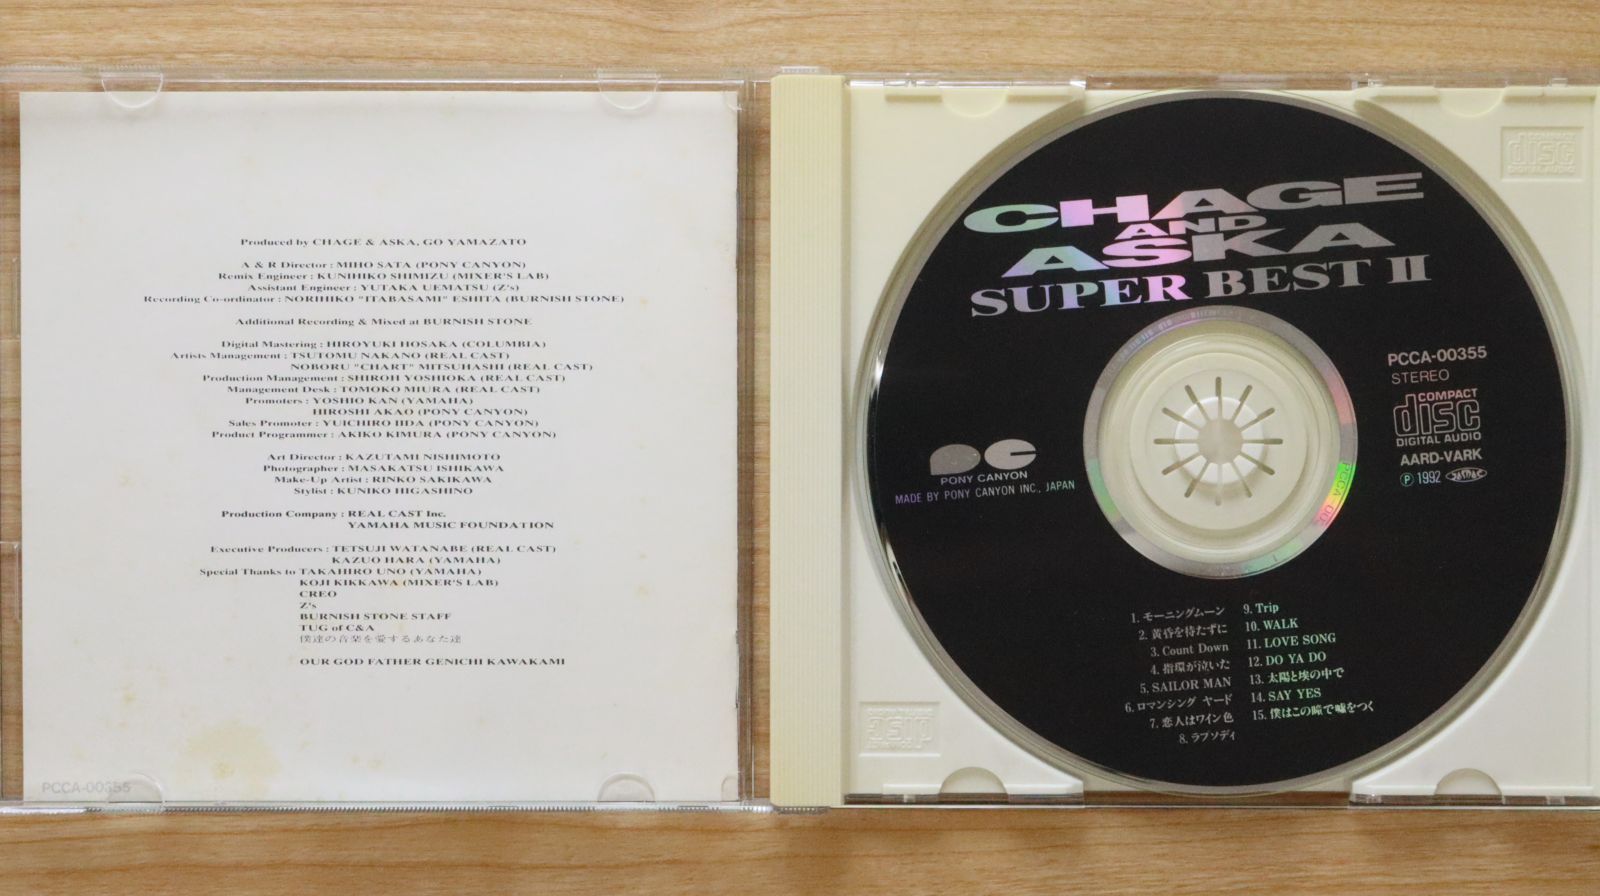 Produced by CHAGE & ASKA, GO YAMAZATO
A & R Director : MIHO SATA (PONY CANYON)
Remix Engineer : KUNIHIKO SHIMIZU (MIXER'S LAB)
Assistant Engineer : YUTAKA UEMATSU (Z's)
Recording Co-ordinator : NORIHIKO "ITABASAMI" ESHITA (BURNISH STONE)
Additional Recording & Mixed at BURNISH STONE
Digital Mastering : HIROYUKI HOSAKA (COLUMBIA)
Artists Management : TSUTOMU NAKANO (REAL CAST)
NOBORU "CHART" MITSUHASHI (REAL CAST)
Production Management : SHIROH YOSHIOKA (REAL CAST)
Management Desk : TOMOKO MIURA (REAL CAST)
Promoters : YOSHIO KAN (YAMAHA)
HIROSHI AKAO (PONY CANYON)
Sales Promoter : YUICHIRO IIDA (PONY CANYON)
Product Programmer : AKIKO KIMURA (PONY CANYON)
Art Director : KAZUTAMI NISHIMOTO
Photographer : MASAKATSU ISHIKAWA
Make-Up Artist : RINKO SAKIKAWA
Stylist : KUNIKO HIGASHINO
Production Company : REAL CAST Inc.
YAMAHA MUSIC FOUNDATION
Executive Producers : TETSUJI WATANABE (REAL CAST)
KAZUO HARA (YAMAHA)
Special Thanks to TAKAHIRO UNO (YAMAHA)
KOJI KIKKAWA (MIXER'S LAB)
CREO
Z's
BURNISH STONE STAFF
TUG of C&A
僕達の音楽を愛するあなた達
OUR GOD FATHER GENICHI KAWAKAMI
PCCA-00355
CHAGE
AND
ASKA
SUPER BEST II
PCCA-00355
STEREO
COMPACT
disc
DIGITAL AUDIO
AARD-VARK
Ⓟ 1992 JASRAC
PONY CANYON
MADE BY PONY CANYON INC., JAPAN
1. モーニングムーン
2. 黄昏を待たずに
3. Count Down
4. 指環が泣いた
5. SAILOR MAN
6. ロマンシング ヤード
7. 恋人はワイン色
8. ラプソディ
9. Trip
10. WALK
11. LOVE SONG
12. DO YA DO
13. 太陽と埃の中で
14. SAY YES
15. 僕はこの瞳で嘘をつく
COMPACT
disc
DIGITAL AUDIO